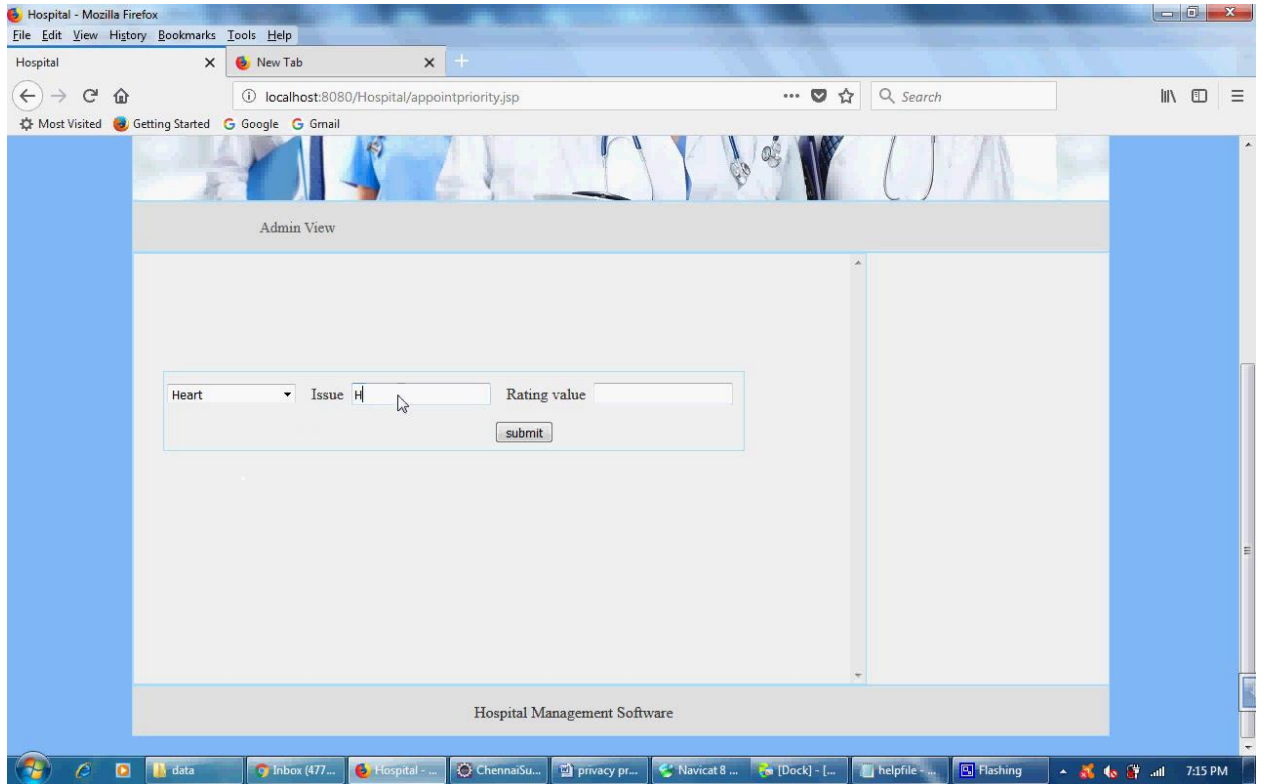 Hospital - Mozilla Firefox
File Edit View History Bookmarks Tools Help
Hospital New Tab
localhost:8080/Hospital/appointpriority.jsp Search
Most Visited Getting Started Google Gmail
Admin View
Heart Issue H Rating value
submit
Hospital Management Software
data Inbox (477... Hospital - ... ChennaiSu... privacy pr... Navicat 8 ... [Dock] - [... helpfile - ... Flashing 7:15 PM